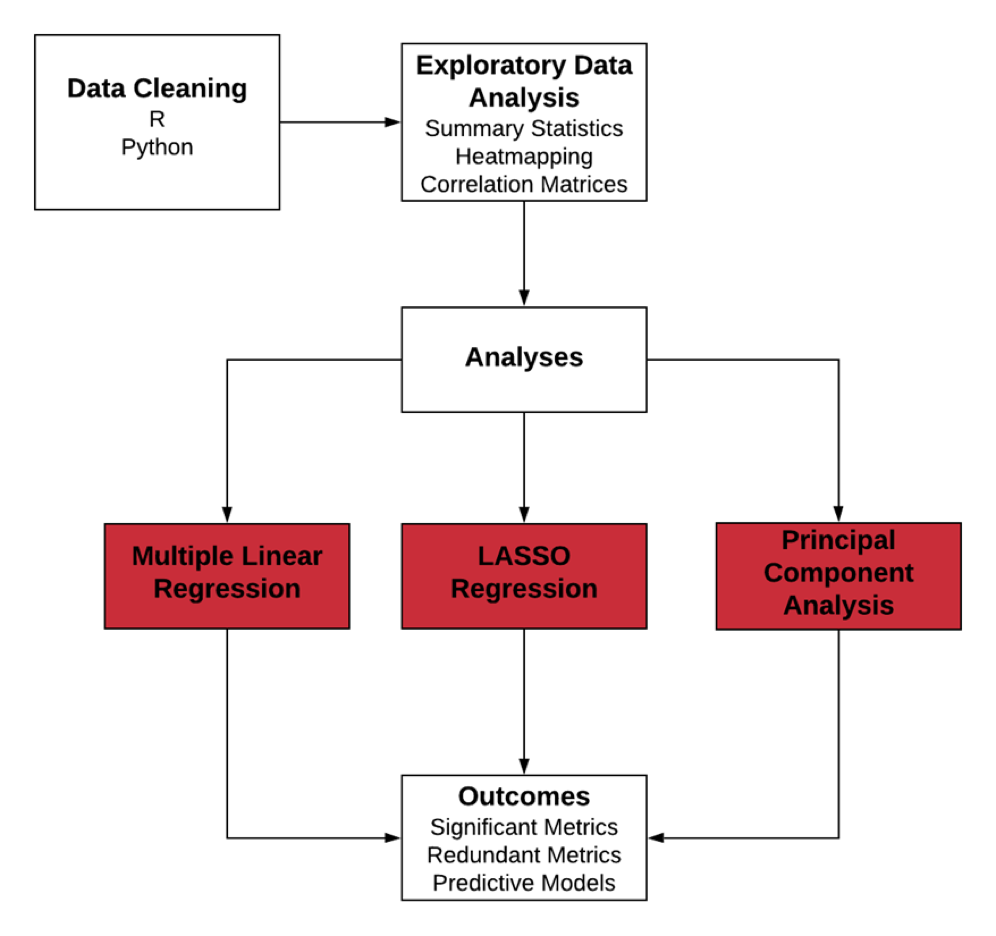 Data Cleaning
R
Python
Exploratory Data
Analysis
Summary Statistics
Heatmapping
Correlation Matrices
Analyses
Multiple Linear
Regression
LASSO
Regression
Principal
Component
Analysis
Outcomes
Significant Metrics
Redundant Metrics
Predictive Models